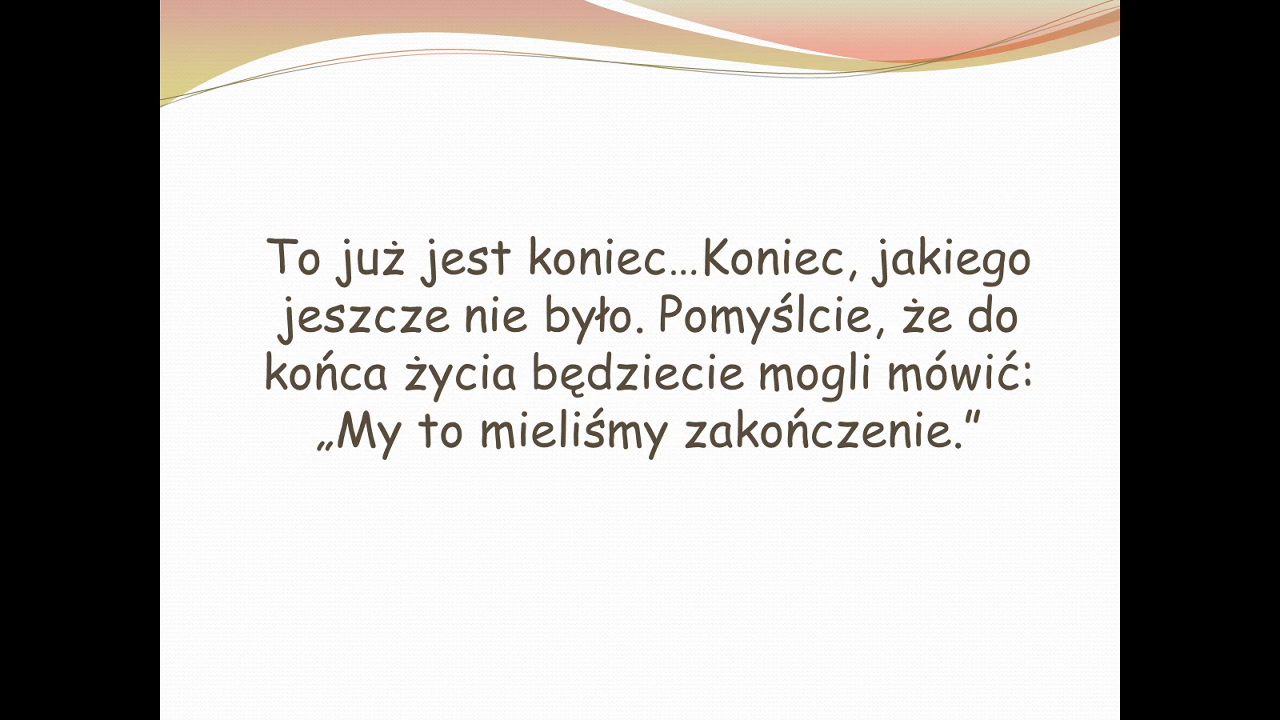 To już jest koniec...Koniec, jakiego
jeszcze nie było. Pomyślcie, że do
końca życia będziecie mogli mówić:
„My to mieliśmy zakończenie.”